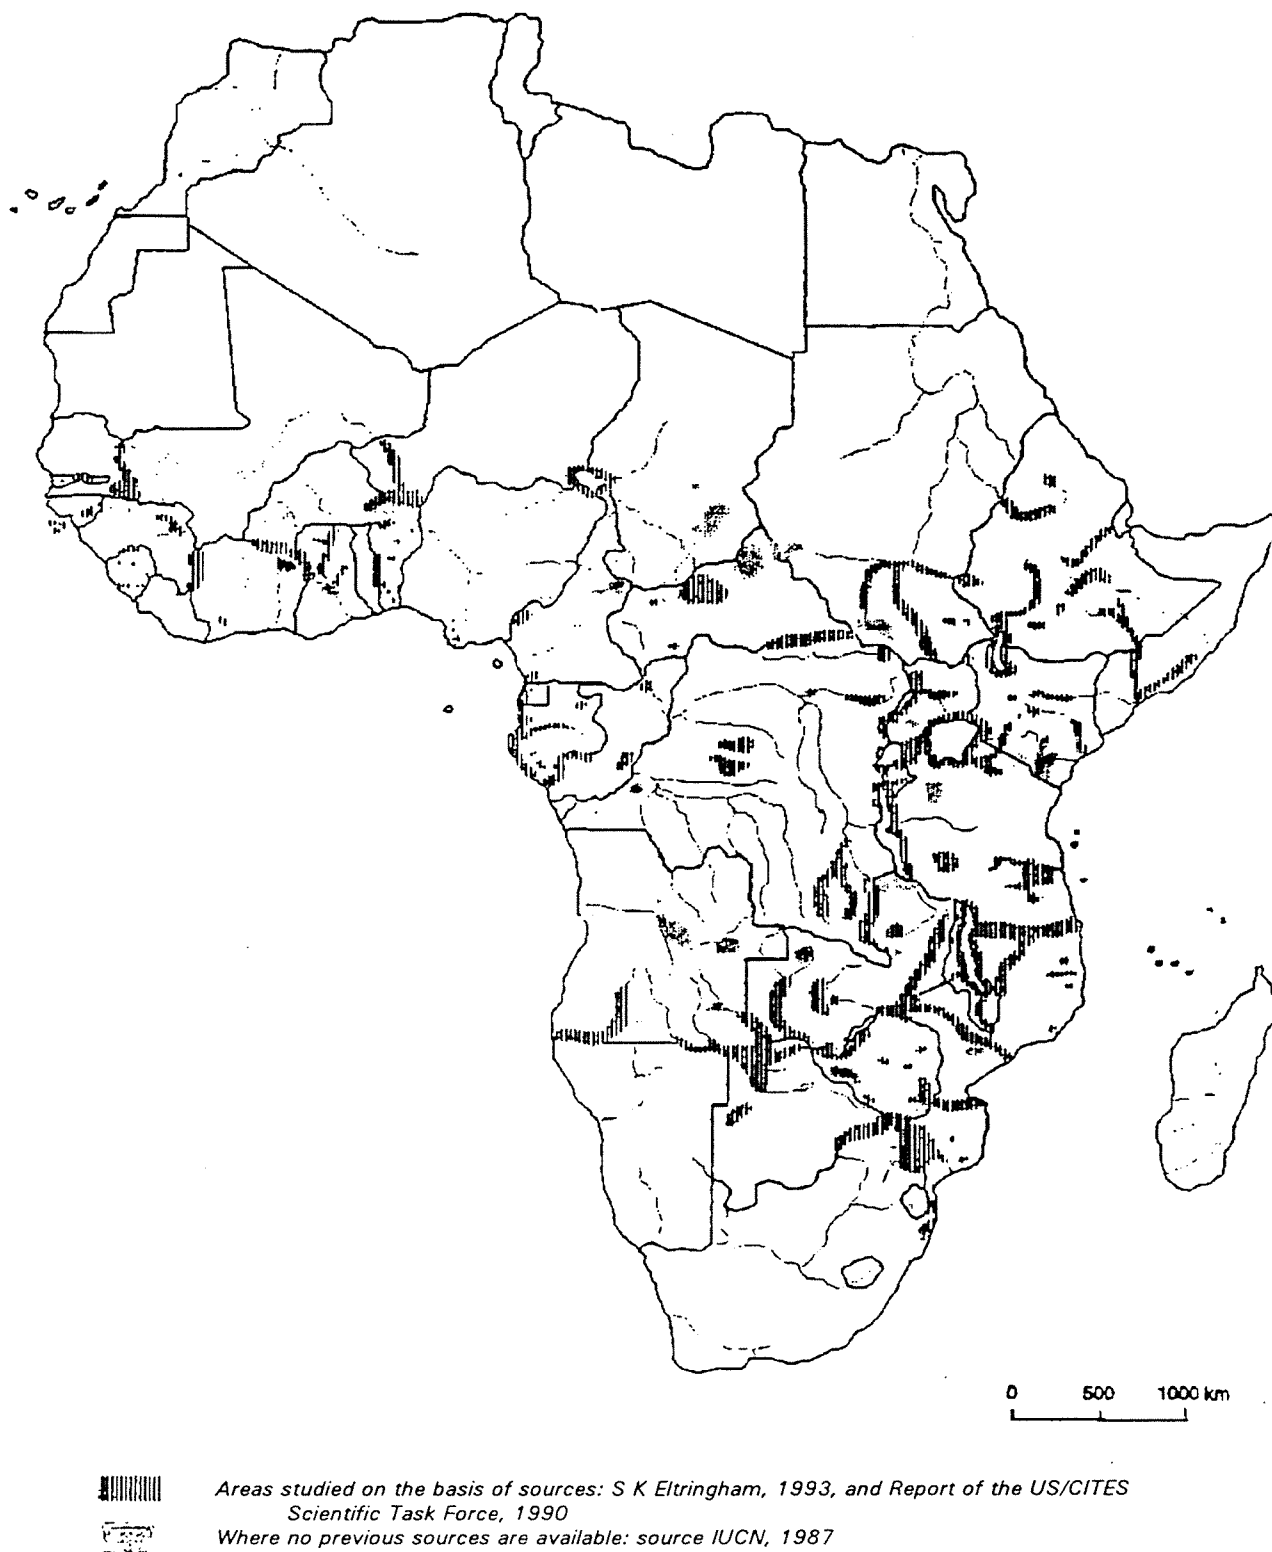 0 500 1000 km
Areas studied on the basis of sources: S K Eltringham, 1993, and Report of the US/CITES
Scientific Task Force, 1990
Where no previous sources are available: source IUCN, 1987